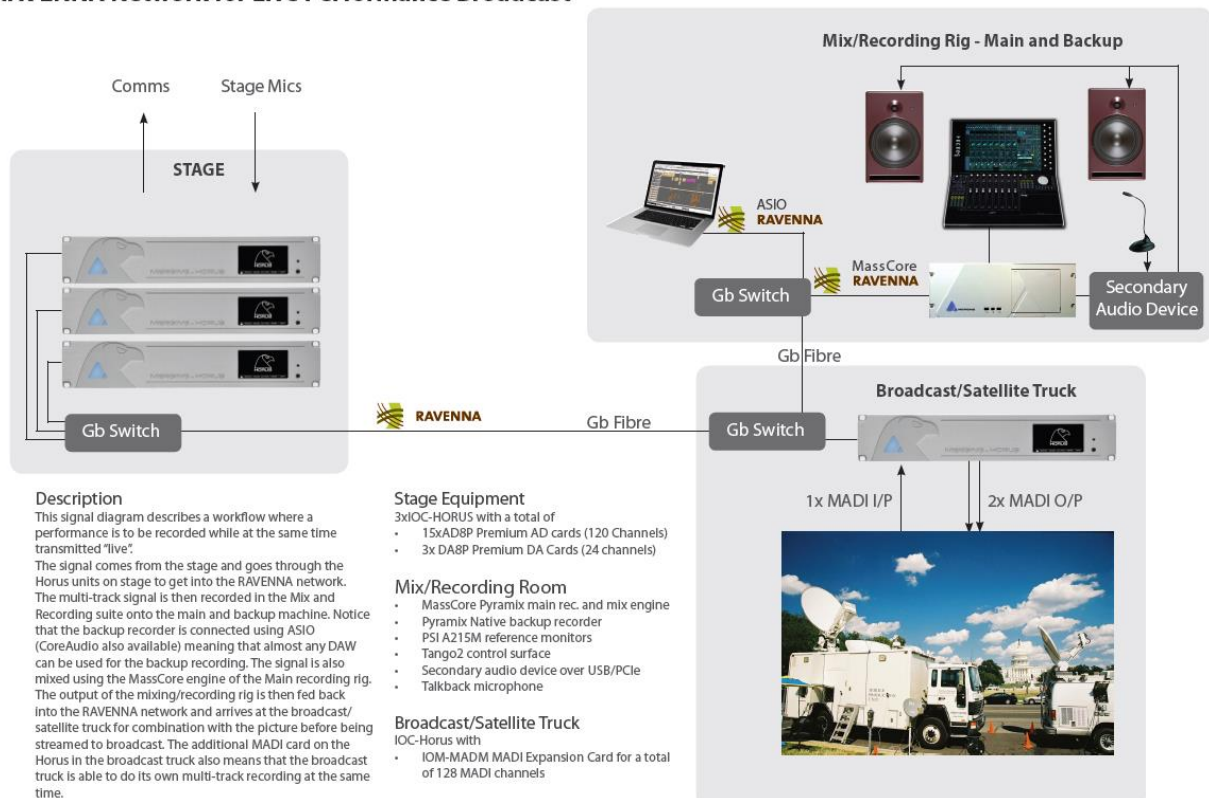 RAVENNA Network for Live Performance Broadcast
Mix/Recording Rig - Main and Backup
Comms
Stage Mics
STAGE
ASIO
RAVENNA
MassCore
RAVENNA
Gb Switch
Secondary
Audio Device
Gb Fibre
HORUS
HORUS
HORUS
Gb Switch
RAVENNA
Gb Fibre
Broadcast/Satellite Truck
Gb Switch
HORUS
1x MADI I/P
2x MADI O/P
Description
This signal diagram describes a workflow where a
performance is to be recorded while at the same time
transmitted "live".
The signal comes from the stage and goes through the
Horus units on stage to get into the RAVENNA network.
The multi-track signal is then recorded in the Mix and
Recording suite onto the main and backup machine. Notice
that the backup recorder is connected using ASIO
(CoreAudio also available) meaning that almost any DAW
can be used for the backup recording. The signal is also
mixed using the MassCore engine of the Main recording rig.
The output of the mixing/recording rig is then fed back
into the RAVENNA network and arrives at the broadcast/
satellite truck for combination with the picture before being
streamed to broadcast. The additional MADI card on the
Horus in the broadcast truck also means that the broadcast
truck is able to do its own multi-track recording at the same
time.
Stage Equipment
3xIOC-HORUS with a total of
• 15xAD8P Premium AD cards (120 Channels)
• 3x DA8P Premium DA Cards (24 channels)
Mix/Recording Room
• MassCore Pyramix main rec. and mix engine
• Pyramix Native backup recorder
• PSI A215M reference monitors
• Tango2 control surface
• Secondary audio device over USB/PCIe
• Talkback microphone
Broadcast/Satellite Truck
IOC-Horus with
• IOM-MADM MADI Expansion Card for a total
of 128 MADI channels